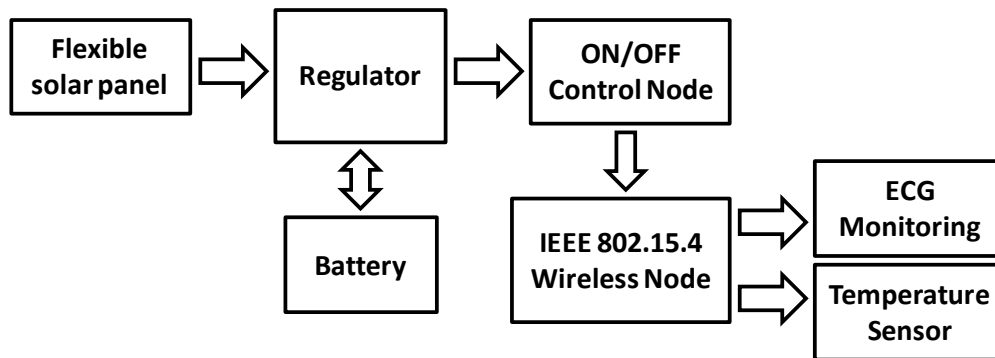 Flexible
solar panel
Regulator
ON/OFF
Control Node
Battery
IEEE 802.15.4
Wireless Node
ECG
Monitoring
Temperature
Sensor